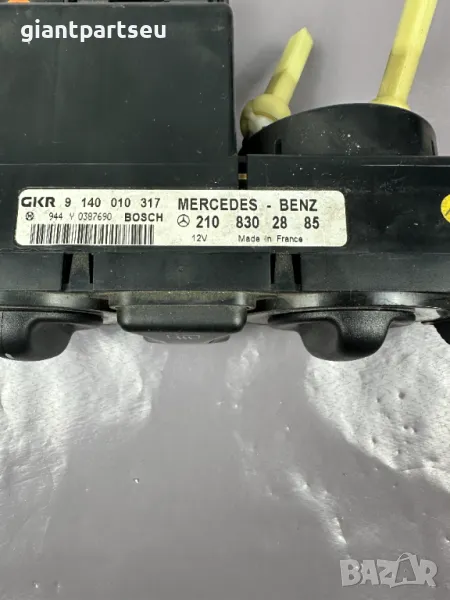 giantpartseu
GKR 9 140 010 317 MERCEDES - BENZ
944 Y 0387690 BOSCH 210 830 28 85
12V Made in France
BAZAR